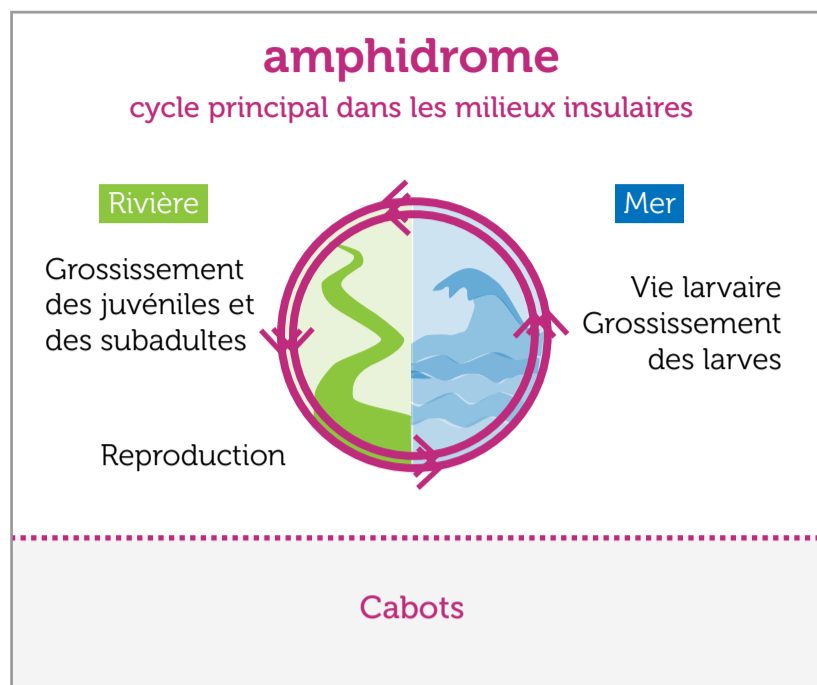 amphidrome
cycle principal dans les milieux insulaires
Rivière
Grossissement
des juvéniles et
des subadultes
Reproduction
Mer
Vie larvaire
Grossissement
des larves
Cabots